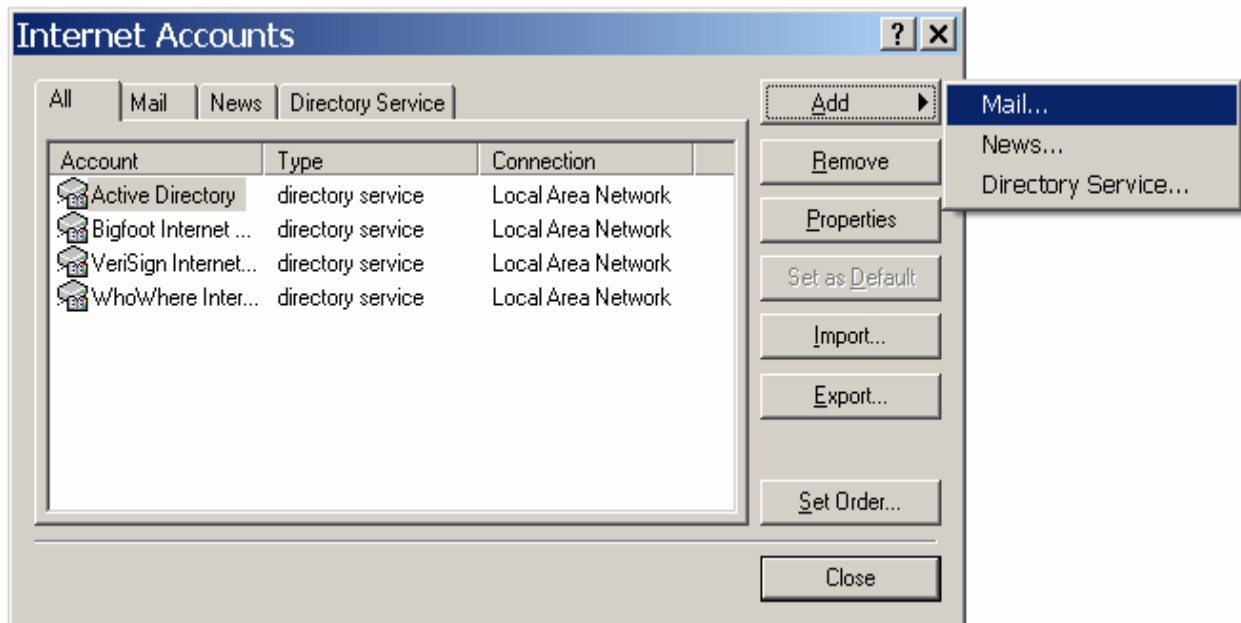 Internet Accounts
All Mail News Directory Service
Add
Mail...
News...
Directory Service...
Account Type Connection
Active Directory directory service Local Area Network
Bigfoot Internet ... directory service Local Area Network
VeriSign Internet... directory service Local Area Network
WhoWhere Inter... directory service Local Area Network
Remove
Properties
Set as Default
Import...
Export...
Set Order...
Close